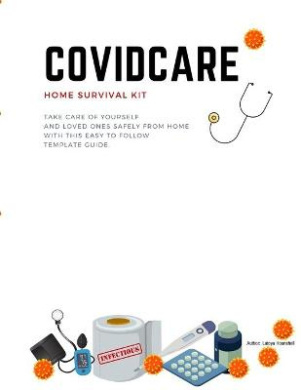 COVIDCARE
HOME SURVIVAL KIT
TAKE CARE OF YOURSELF
AND LOVED ONES SAFELY FROM HOME
WITH THIS EASY TO FOLLOW
TEMPLATE GUIDE.
INFECTIOUS
Author: